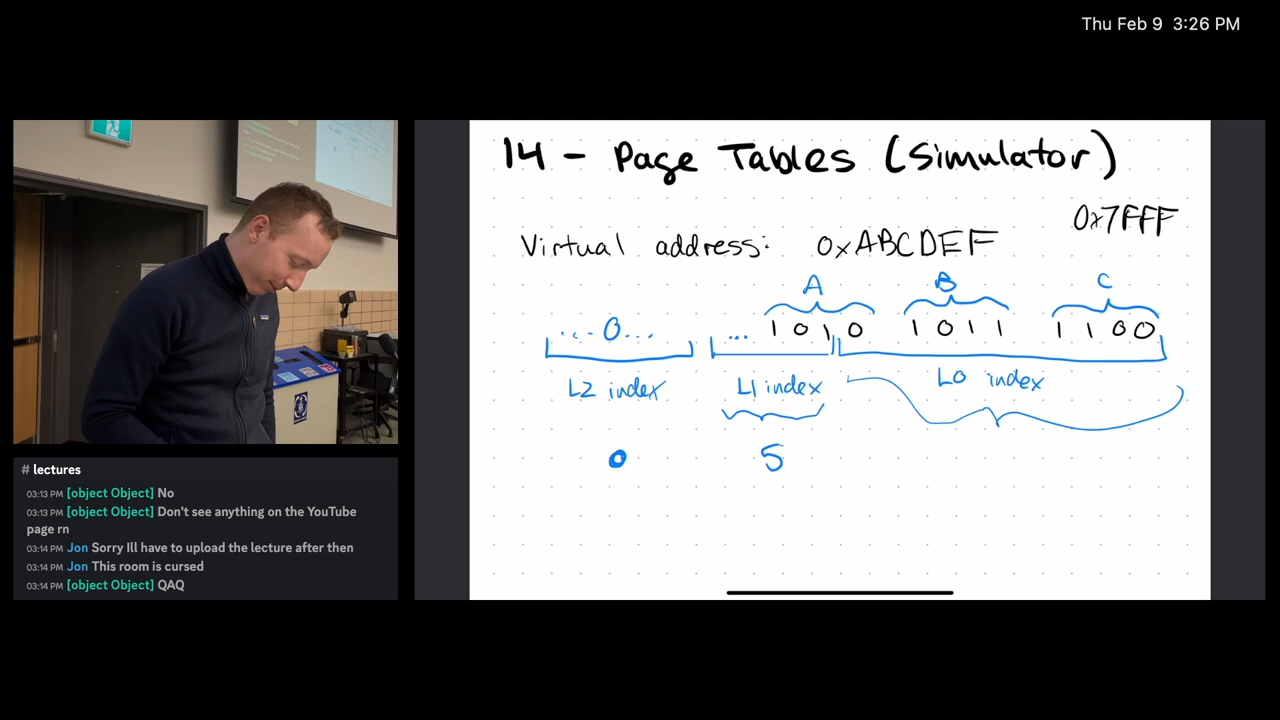 Thu Feb 9 3:26 PM
14 - Page Tables (Simulator)
0x7FFF
Virtual address: 0xABCDEF
A B C
...0... ... 1 0 1 0 1 0 1 1 1 1 0 0
L2 index L1 index L0 index
0 5
# lectures
03:13 PM [object Object] No
03:13 PM [object Object] Don't see anything on the YouTube
page rn
03:14 PM Jon Sorry Ill have to upload the lecture after then
03:14 PM Jon This room is cursed
03:14 PM [object Object] QAQ